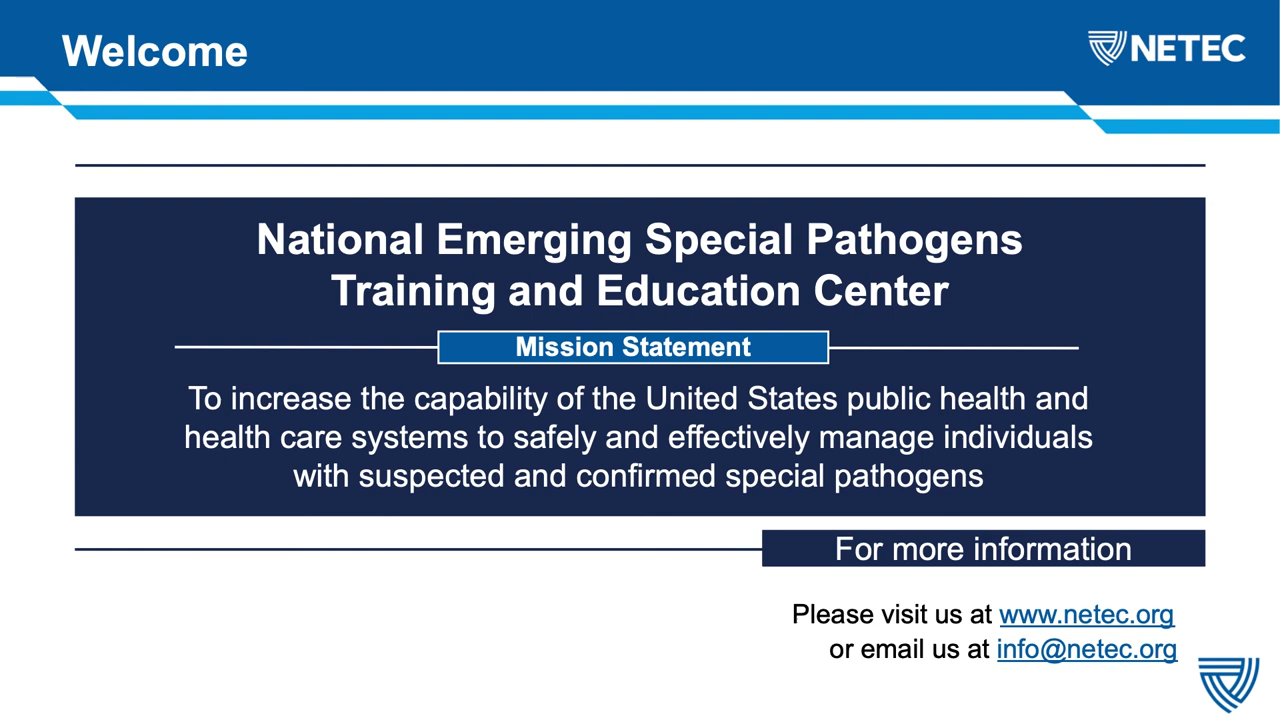 Welcome
NETEC
National Emerging Special Pathogens
Training and Education Center
Mission Statement
To increase the capability of the United States public health and
health care systems to safely and effectively manage individuals
with suspected and confirmed special pathogens
For more information
Please visit us at www.netec.org
or email us at info@netec.org